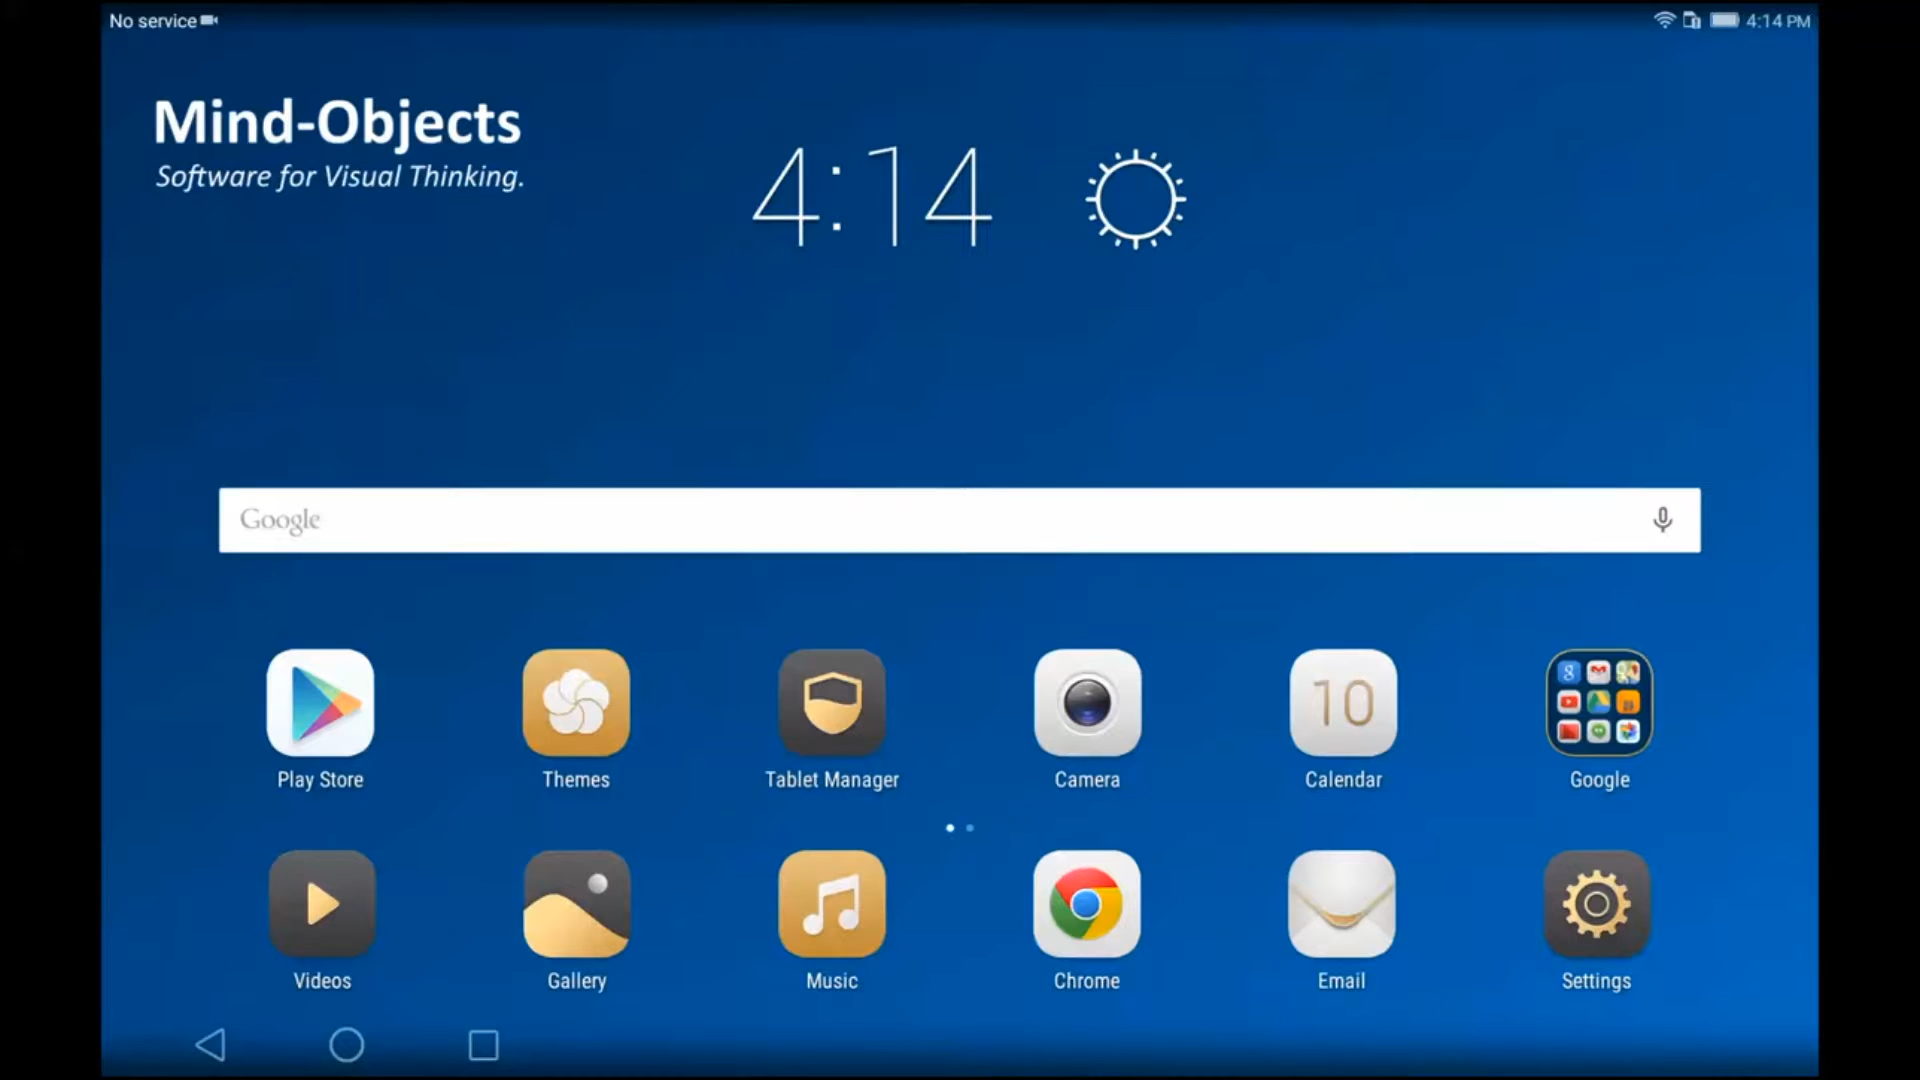 No service
4:14 PM
Mind-Objects
Software for Visual Thinking.
4:14
Google
Play Store
Themes
Tablet Manager
Camera
10
Calendar
Google
Videos
Gallery
Music
Chrome
Email
Settings